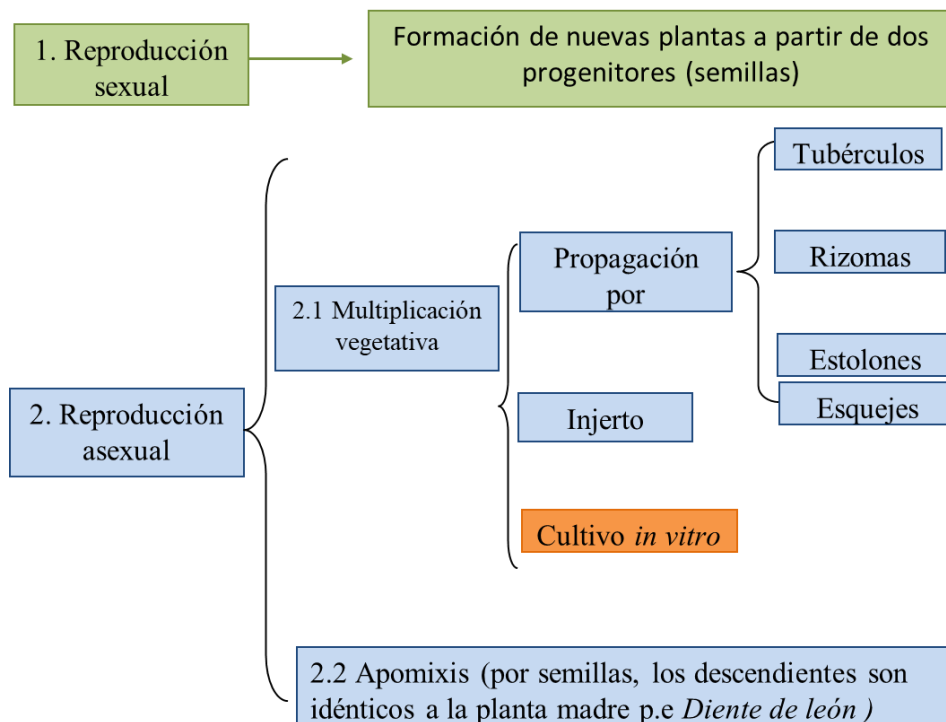 1. Reproducción
sexual
Formación de nuevas plantas a partir de dos
progenitores (semillas)
2. Reproducción
asexual
2.1 Multiplicación
vegetativa
Propagación
por
Tubérculos
Rizomas
Estolones
Esquejes
Injerto
Cultivo in vitro
2.2 Apomixis (por semillas, los descendientes son
idénticos a la planta madre p.e Diente de león )